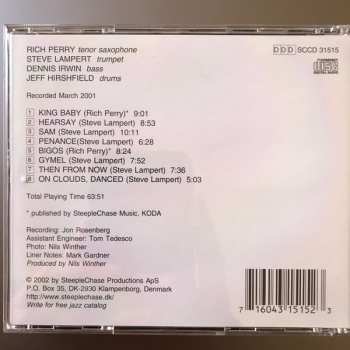 RICH PERRY tenor saxophone
STEVE LAMPERT trumpet
DENNIS IRWIN bass
JEFF HIRSHFIELD drums
DDD SCCD 31515
COMPACT
disc
DIGITAL AUDIO
Recorded March 2001
1 KING BABY (Rich Perry)* 9:01
2 HEARSAY (Steve Lampert) 8:53
3 SAM (Steve Lampert) 10:11
4 PENANCE(Steve Lampert) 6:28
5 BIGOS (Rich Perry)* 8:24
6 GYMEL (Steve Lampert) 7:52
7 THEN FROM NOW (Steve Lampert) 7:36
8 ON CLOUDS, DANCED (Steve Lampert) 5:03
Total Playing Time 63:51
* published by SteepleChase Music, KODA
Recording: Jon Rosenberg
Assistant Engineer: Tom Tedesco
Photo: Nils Winther
Liner Notes: Mark Gardner
Produced by Nils Winther
© 2002 by SteepleChase Productions ApS
P.O. Box 35, DK-2930 Klampenborg, Denmark
http://www.steeplechase.dk/
Write for free jazz catalog
7 16043 15152 3